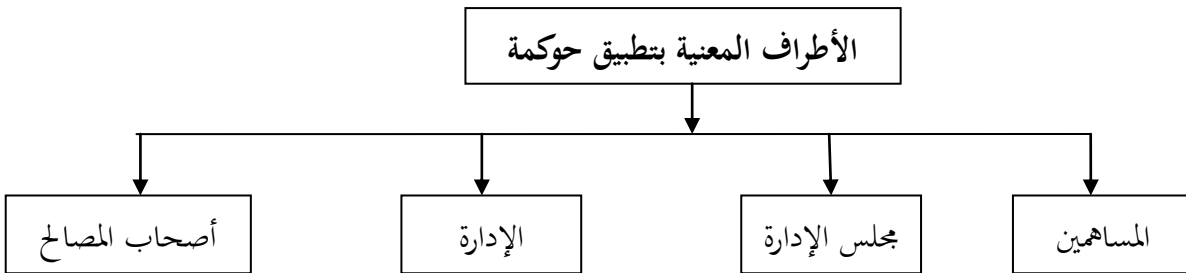 الأطراف المعنية بتطبيق حوكمة
المساهمين
مجلس الإدارة
الإدارة
أصحاب المصالح